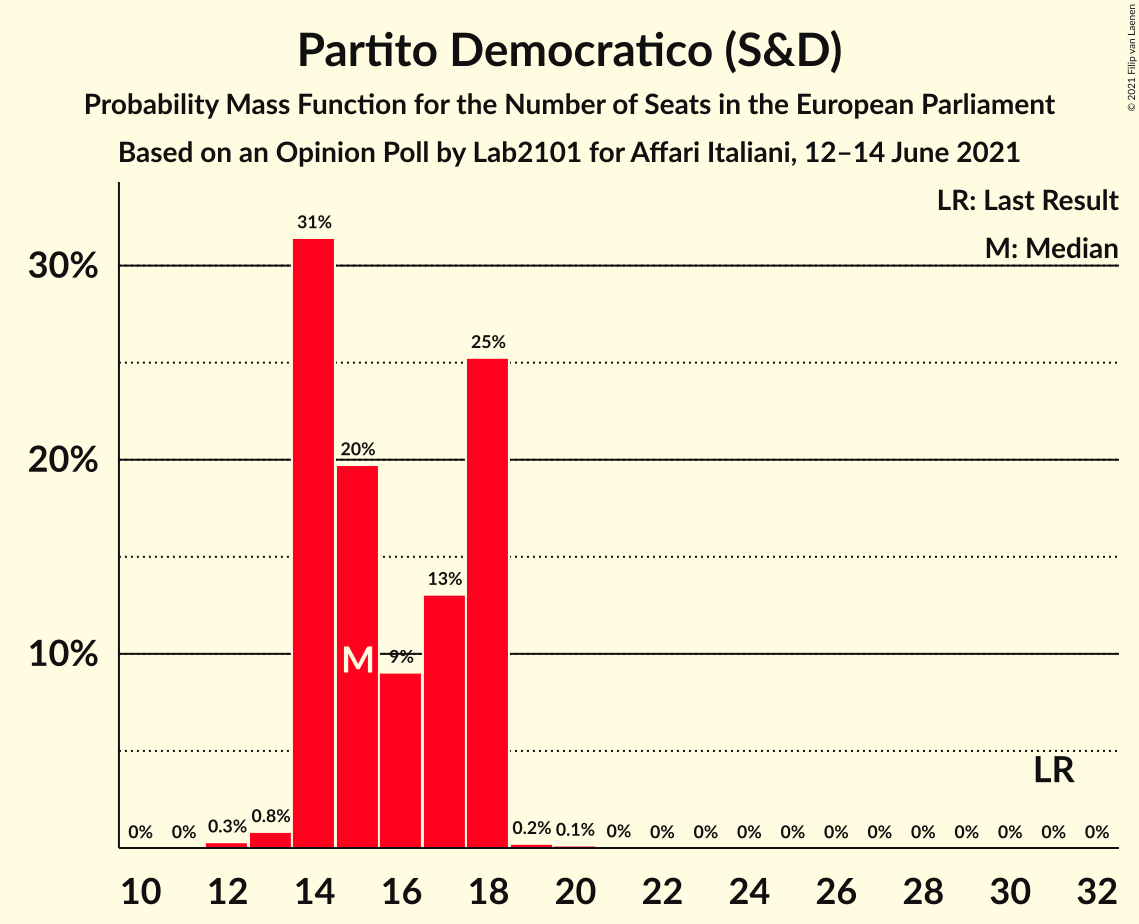 Partito Democratico (S&D)
Probability Mass Function for the Number of Seats in the European Parliament
Based on an Opinion Poll by Lab2101 for Affari Italiani, 12–14 June 2021
© 2021 Filip van Laenen
LR: Last Result
M: Median
30%
20%
10%
0%
0%
0.3%
0.8%
31%
20%
9%
13%
25%
0.2%
0.1%
0%
0%
0%
0%
0%
0%
0%
0%
0%
0%
0%
0%
M
LR
10 12 14 16 18 20 22 24 26 28 30 32